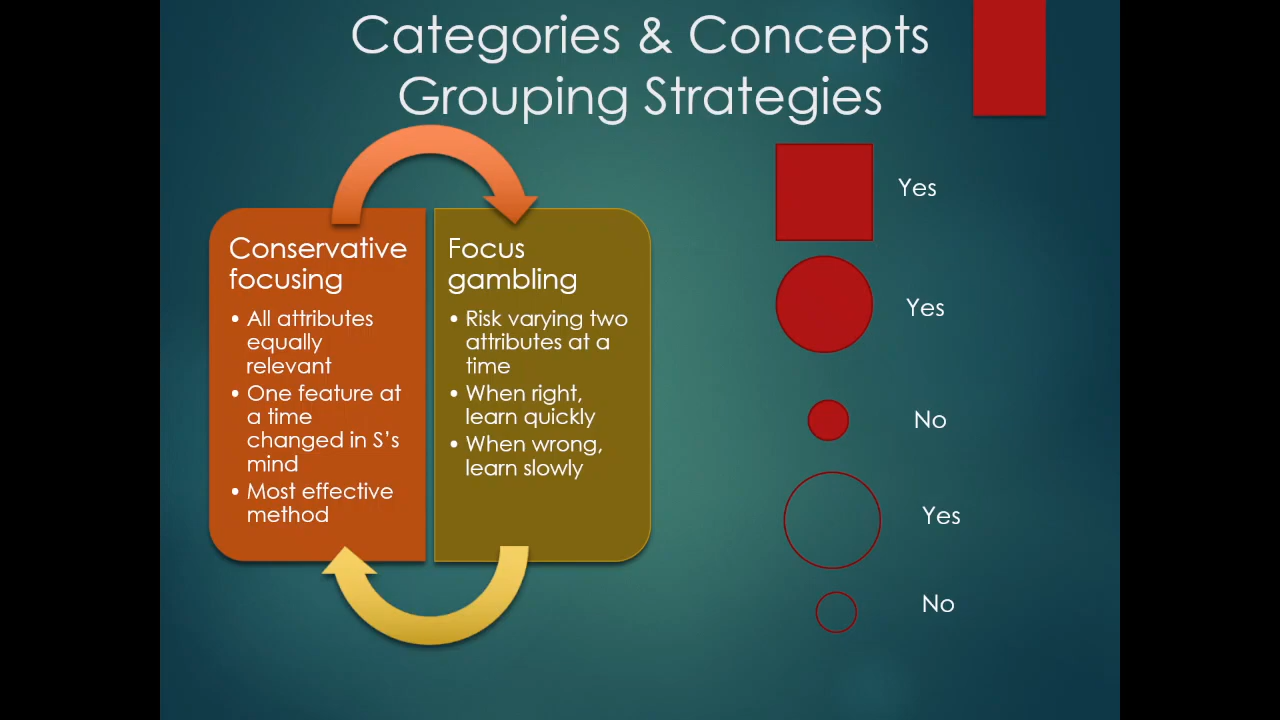 Categories & Concepts
Grouping Strategies
Conservative
focusing
• All attributes
equally
relevant
• One feature at
a time
changed in S’s
mind
• Most effective
method
Focus
gambling
• Risk varying two
attributes at a
time
• When right,
learn quickly
• When wrong,
learn slowly
Yes
Yes
No
Yes
No